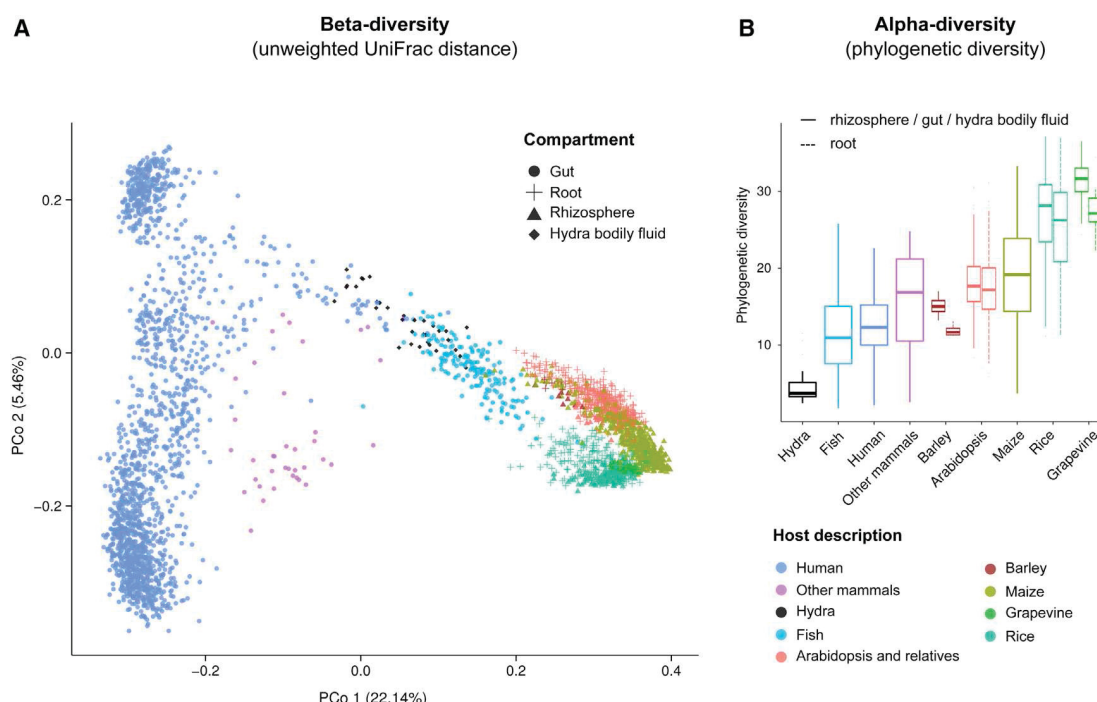 A
Beta-diversity
(unweighted UniFrac distance)
Compartment
Gut
Root
Rhizosphere
Hydra bodily fluid
PCo 2 (5.46%)
0.2
0.0
−0.2
−0.2
0.0
0.2
0.4
PCo 1 (22.14%)
B
Alpha-diversity
(phylogenetic diversity)
rhizosphere / gut / hydra bodily fluid
root
Phylogenetic diversity
30
20
10
Hydra
Fish
Human
Other mammals
Barley
Arabidopsis
Maize
Rice
Grapevine
Host description
Human
Other mammals
Hydra
Fish
Arabidopsis and relatives
Barley
Maize
Grapevine
Rice